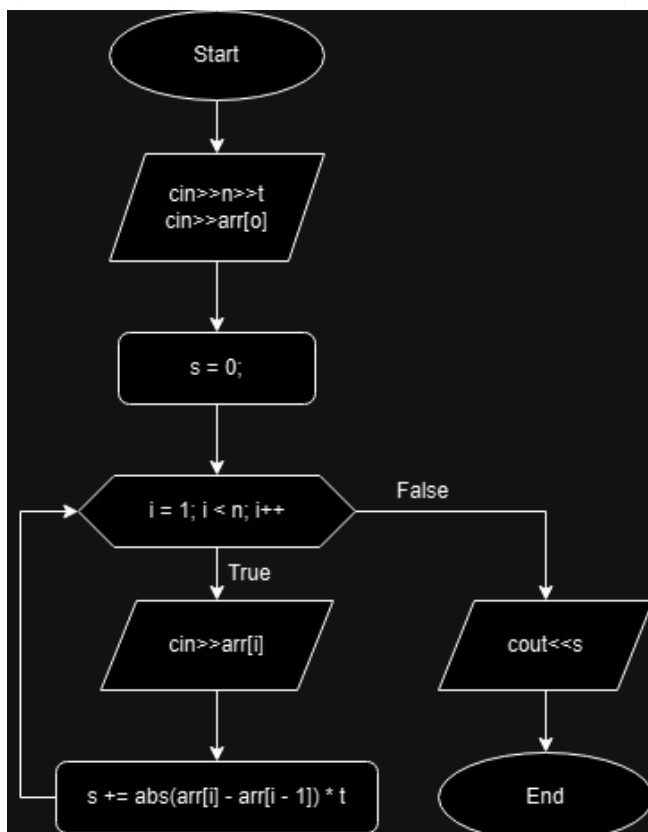 Start
cin>>n>>t
cin>>arr[o]
s = 0;
i = 1; i < n; i++
False
True
cin>>arr[i]
cout<<s
s += abs(arr[i] - arr[i - 1]) * t
End